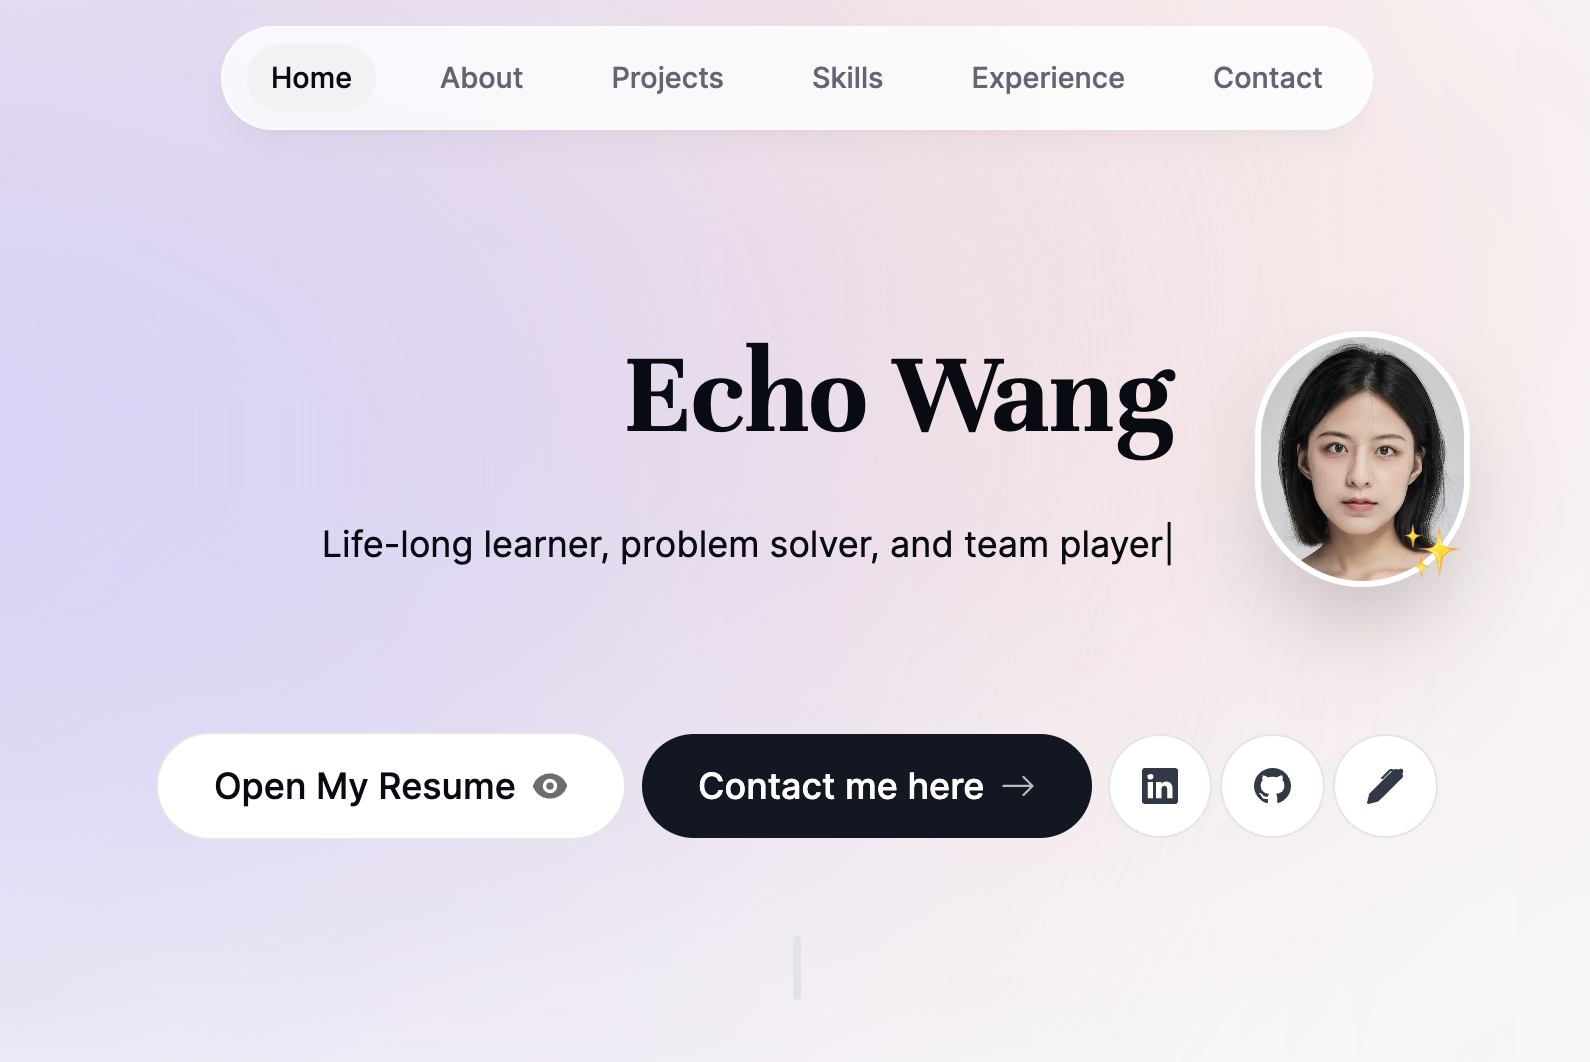 Home About Projects Skills Experience Contact
Echo Wang
Life-long learner, problem solver, and team player|
Open My Resume Contact me here → in